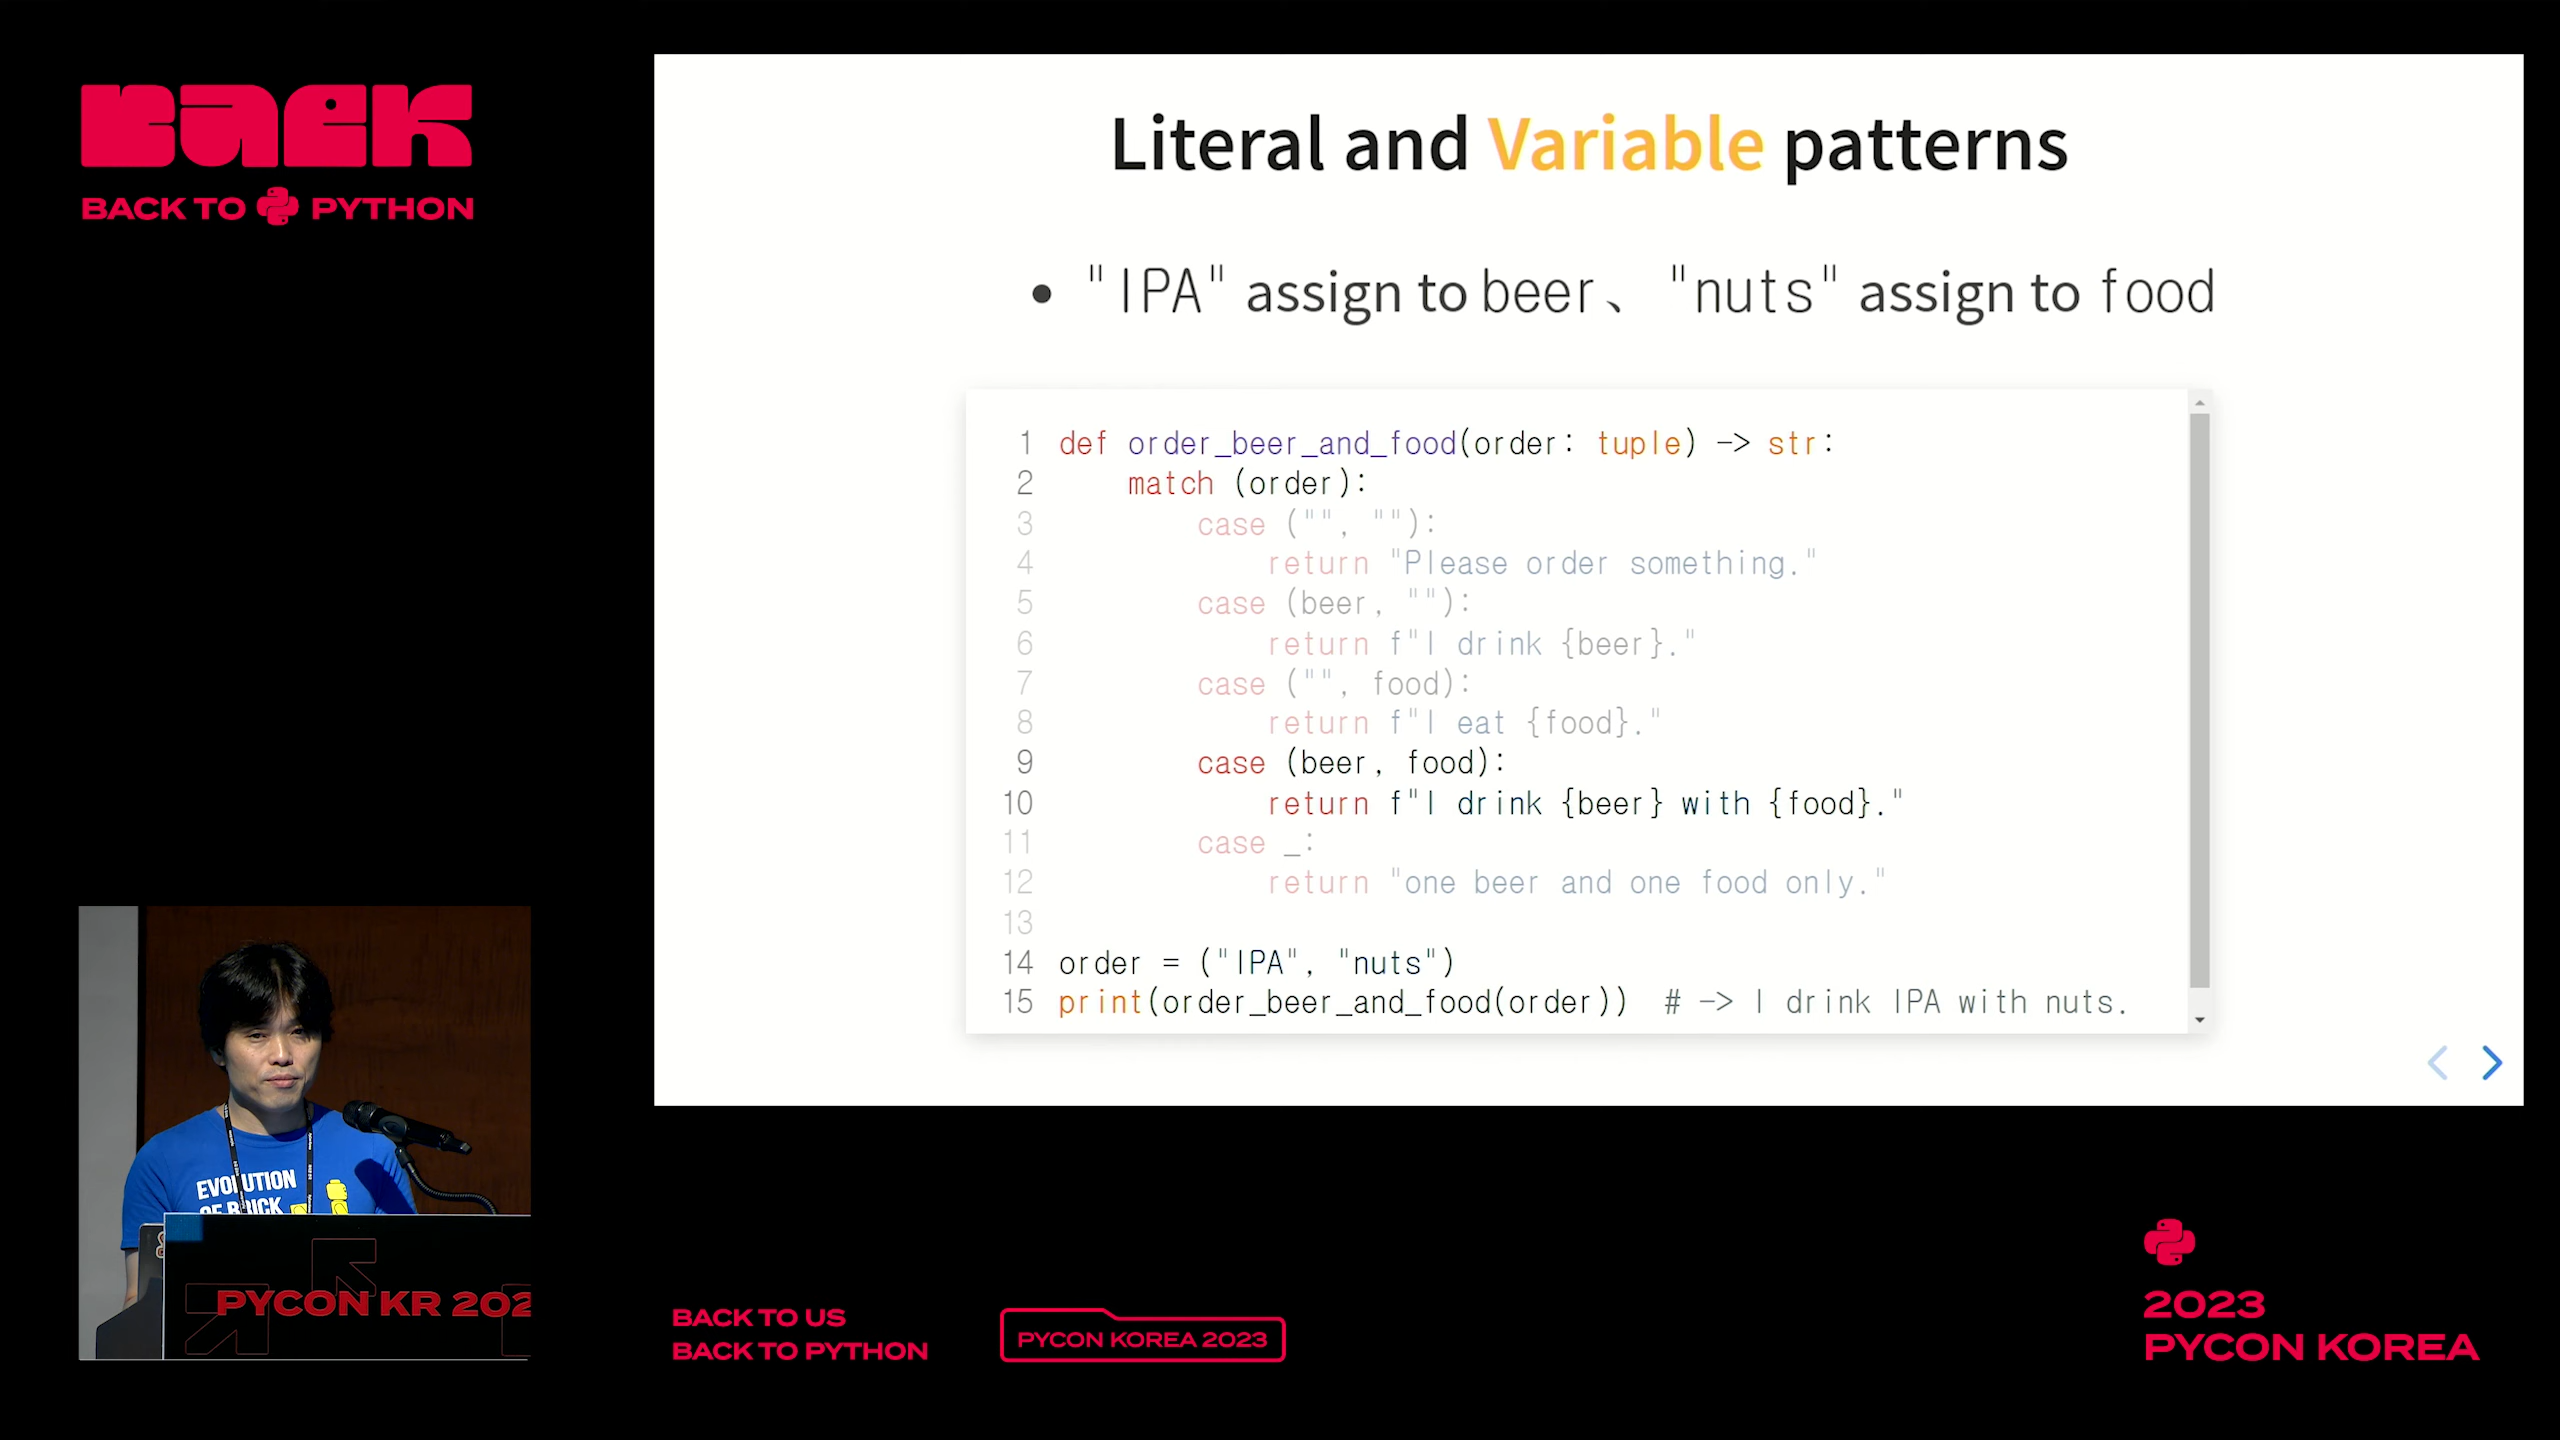 BACK
BACK TO PYTHON
Literal and Variable patterns
• "IPA" assign to beer、 "nuts" assign to food
1 def order_beer_and_food(order: tuple) -> str:
2     match (order):
3         case ("", ""):
4             return "Please order something."
5         case (beer, ""):
6             return f"I drink {beer}."
7         case ("", food):
8             return f"I eat {food}."
9         case (beer, food):
10             return f"I drink {beer} with {food}."
11         case _:
12             return "one beer and one food only."
13
14 order = ("IPA", "nuts")
15 print(order_beer_and_food(order))  # -> I drink IPA with nuts.
EVOLUTION
OF BRICK
PYCON KR 202
BACK TO US
BACK TO PYTHON
PYCON KOREA 2023
2023
PYCON KOREA